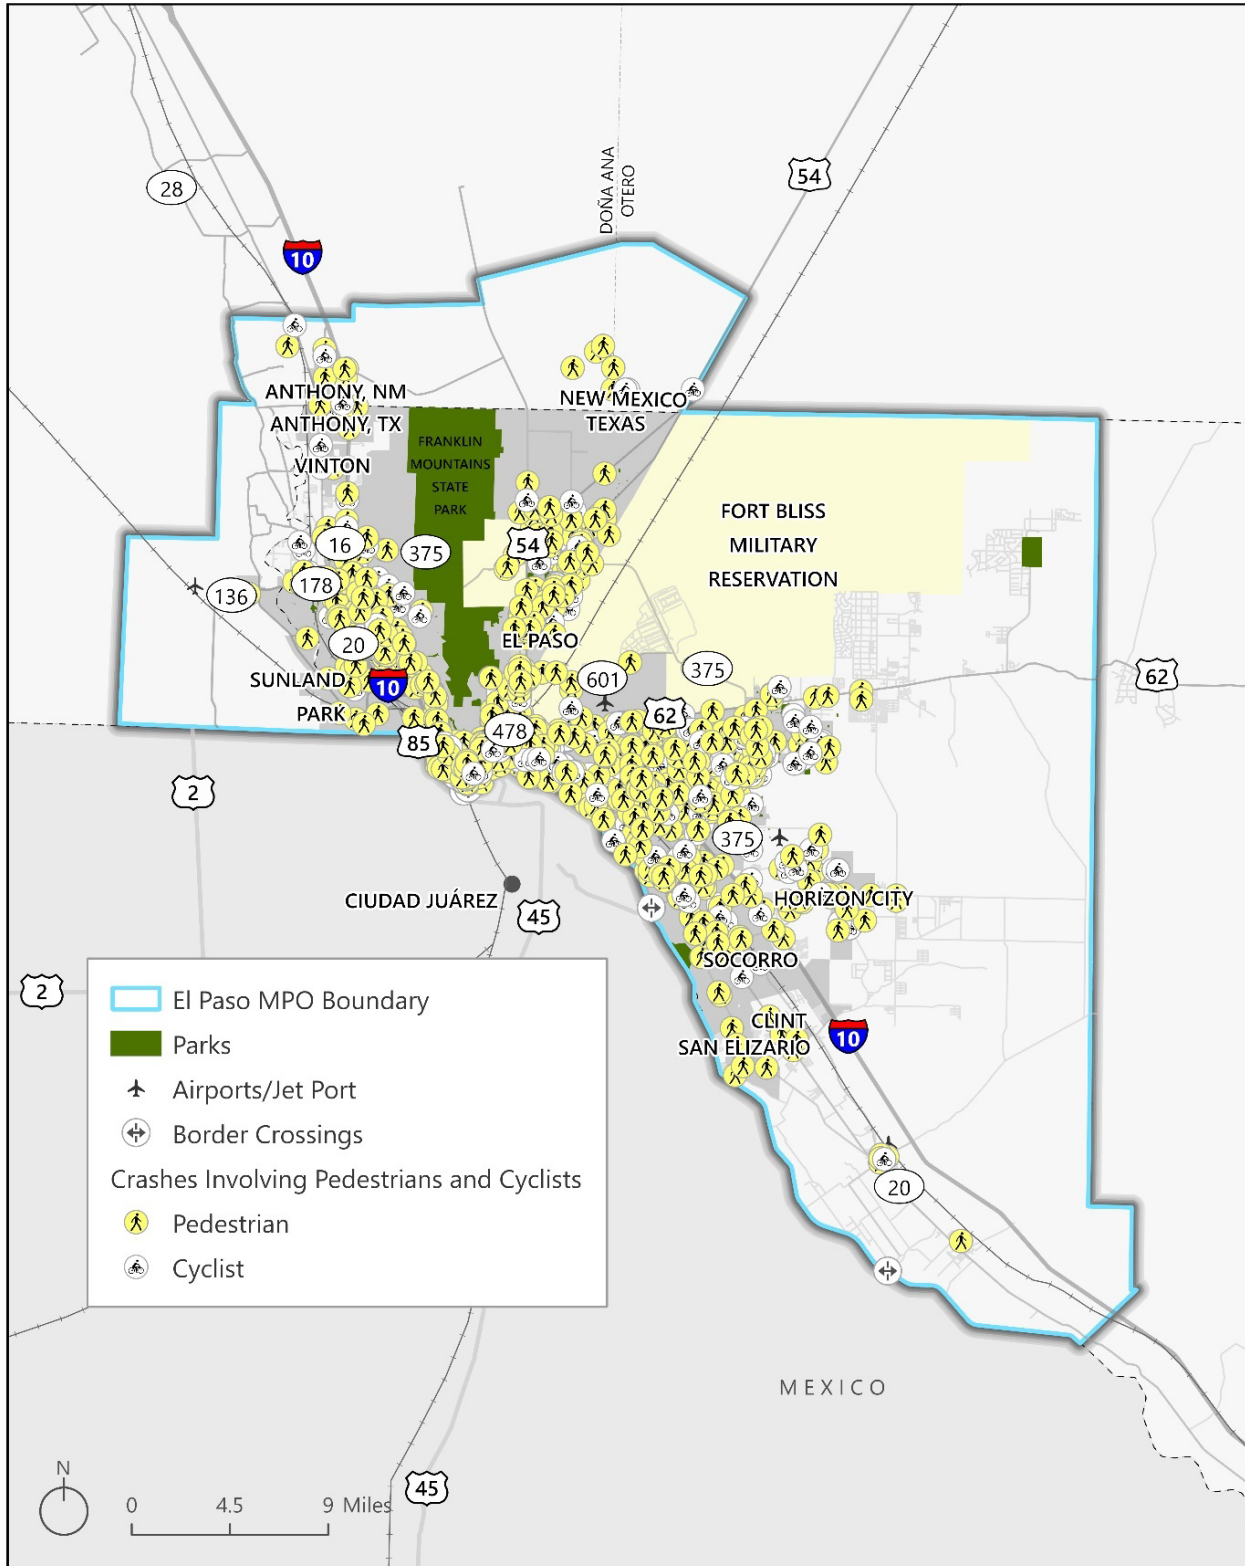 28
10
54
DOÑA ANA
OTERO
ANTHONY, NM
ANTHONY, TX
VINTON
NEW MEXICO
TEXAS
FRANKLIN
MOUNTAINS
STATE
PARK
FORT BLISS
MILITARY
RESERVATION
16
375
54
178
136
20
EL PASO
SUNLAND
PARK
10
601
375
62
62
478
85
2
375
CIUDAD JUÁREZ
45
HORIZON CITY
SOCORRO
2
CLINT
SAN ELIZARIO
10
El Paso MPO Boundary
Parks
Airports/Jet Port
Border Crossings
Crashes Involving Pedestrians and Cyclists
Pedestrian
Cyclist
20
MEXICO
45
N
0 4.5 9 Miles